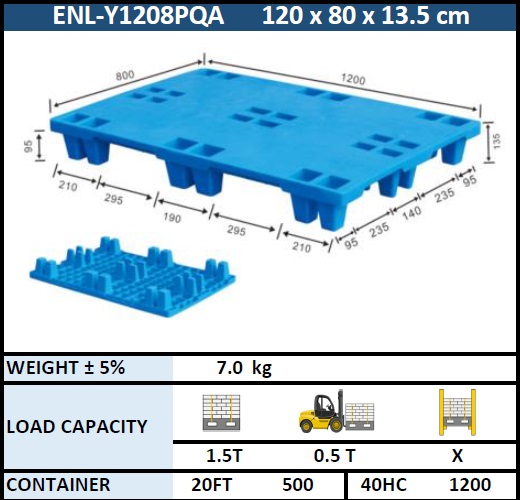 ENL-Y1208PQA 120 x 80 x 13.5 cm
800 1200
95 135
210 295 190 295 210 95 235 140 235 95
WEIGHT ± 5% 7.0 kg
LOAD CAPACITY
1.5T 0.5 T X
CONTAINER 20FT 500 40HC 1200